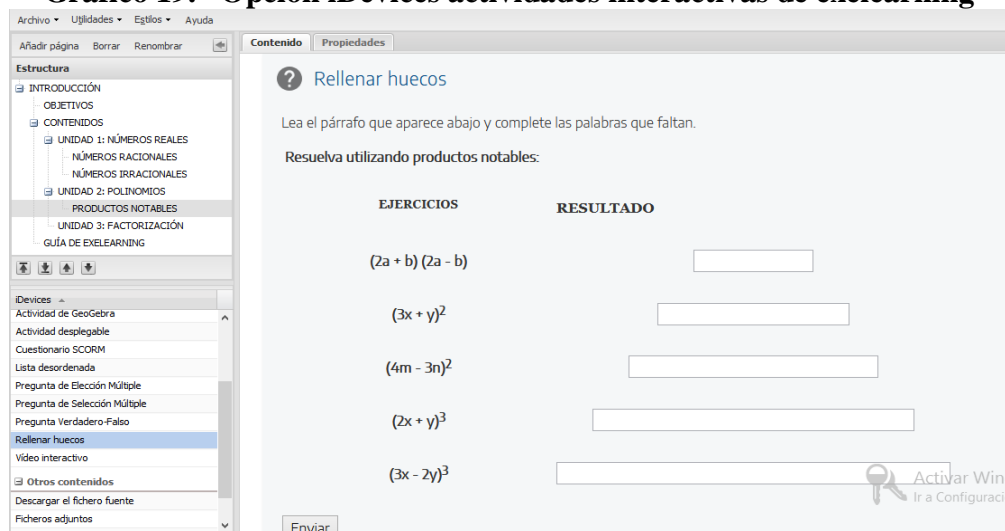 Gráfico 19. Opción iDevices actividades interactivas de exelearning
Archivo Utilidades Estilos Ayuda
Añadir página Borrar Renombrar
Estructura
INTRODUCCIÓN
OBJETIVOS
CONTENIDOS
UNIDAD 1: NÚMEROS REALES
NÚMEROS RACIONALES
NÚMEROS IRRACIONALES
UNIDAD 2: POLINOMIOS
PRODUCTOS NOTABLES
UNIDAD 3: FACTORIZACIÓN
GUÍA DE EXELEARNING
iDevices
Actividad de GeoGebra
Actividad desplegable
Cuestionario SCORM
Lista desordenada
Pregunta de Elección Múltiple
Pregunta de Selección Múltiple
Pregunta Verdadero-Falso
Rellenar huecos
Vídeo interactivo
Otros contenidos
Descargar el fichero fuente
Ficheros adjuntos
Contenido Propiedades
Rellenar huecos
Lea el párrafo que aparece abajo y complete las palabras que faltan.
Resuelva utilizando productos notables:
EJERCICIOS RESULTADO
(2a + b) (2a - b)
(3x + y)²
(4m - 3n)²
(2x + y)³
(3x - 2y)³
Enviar
Activar Win
Ir a Configuraci